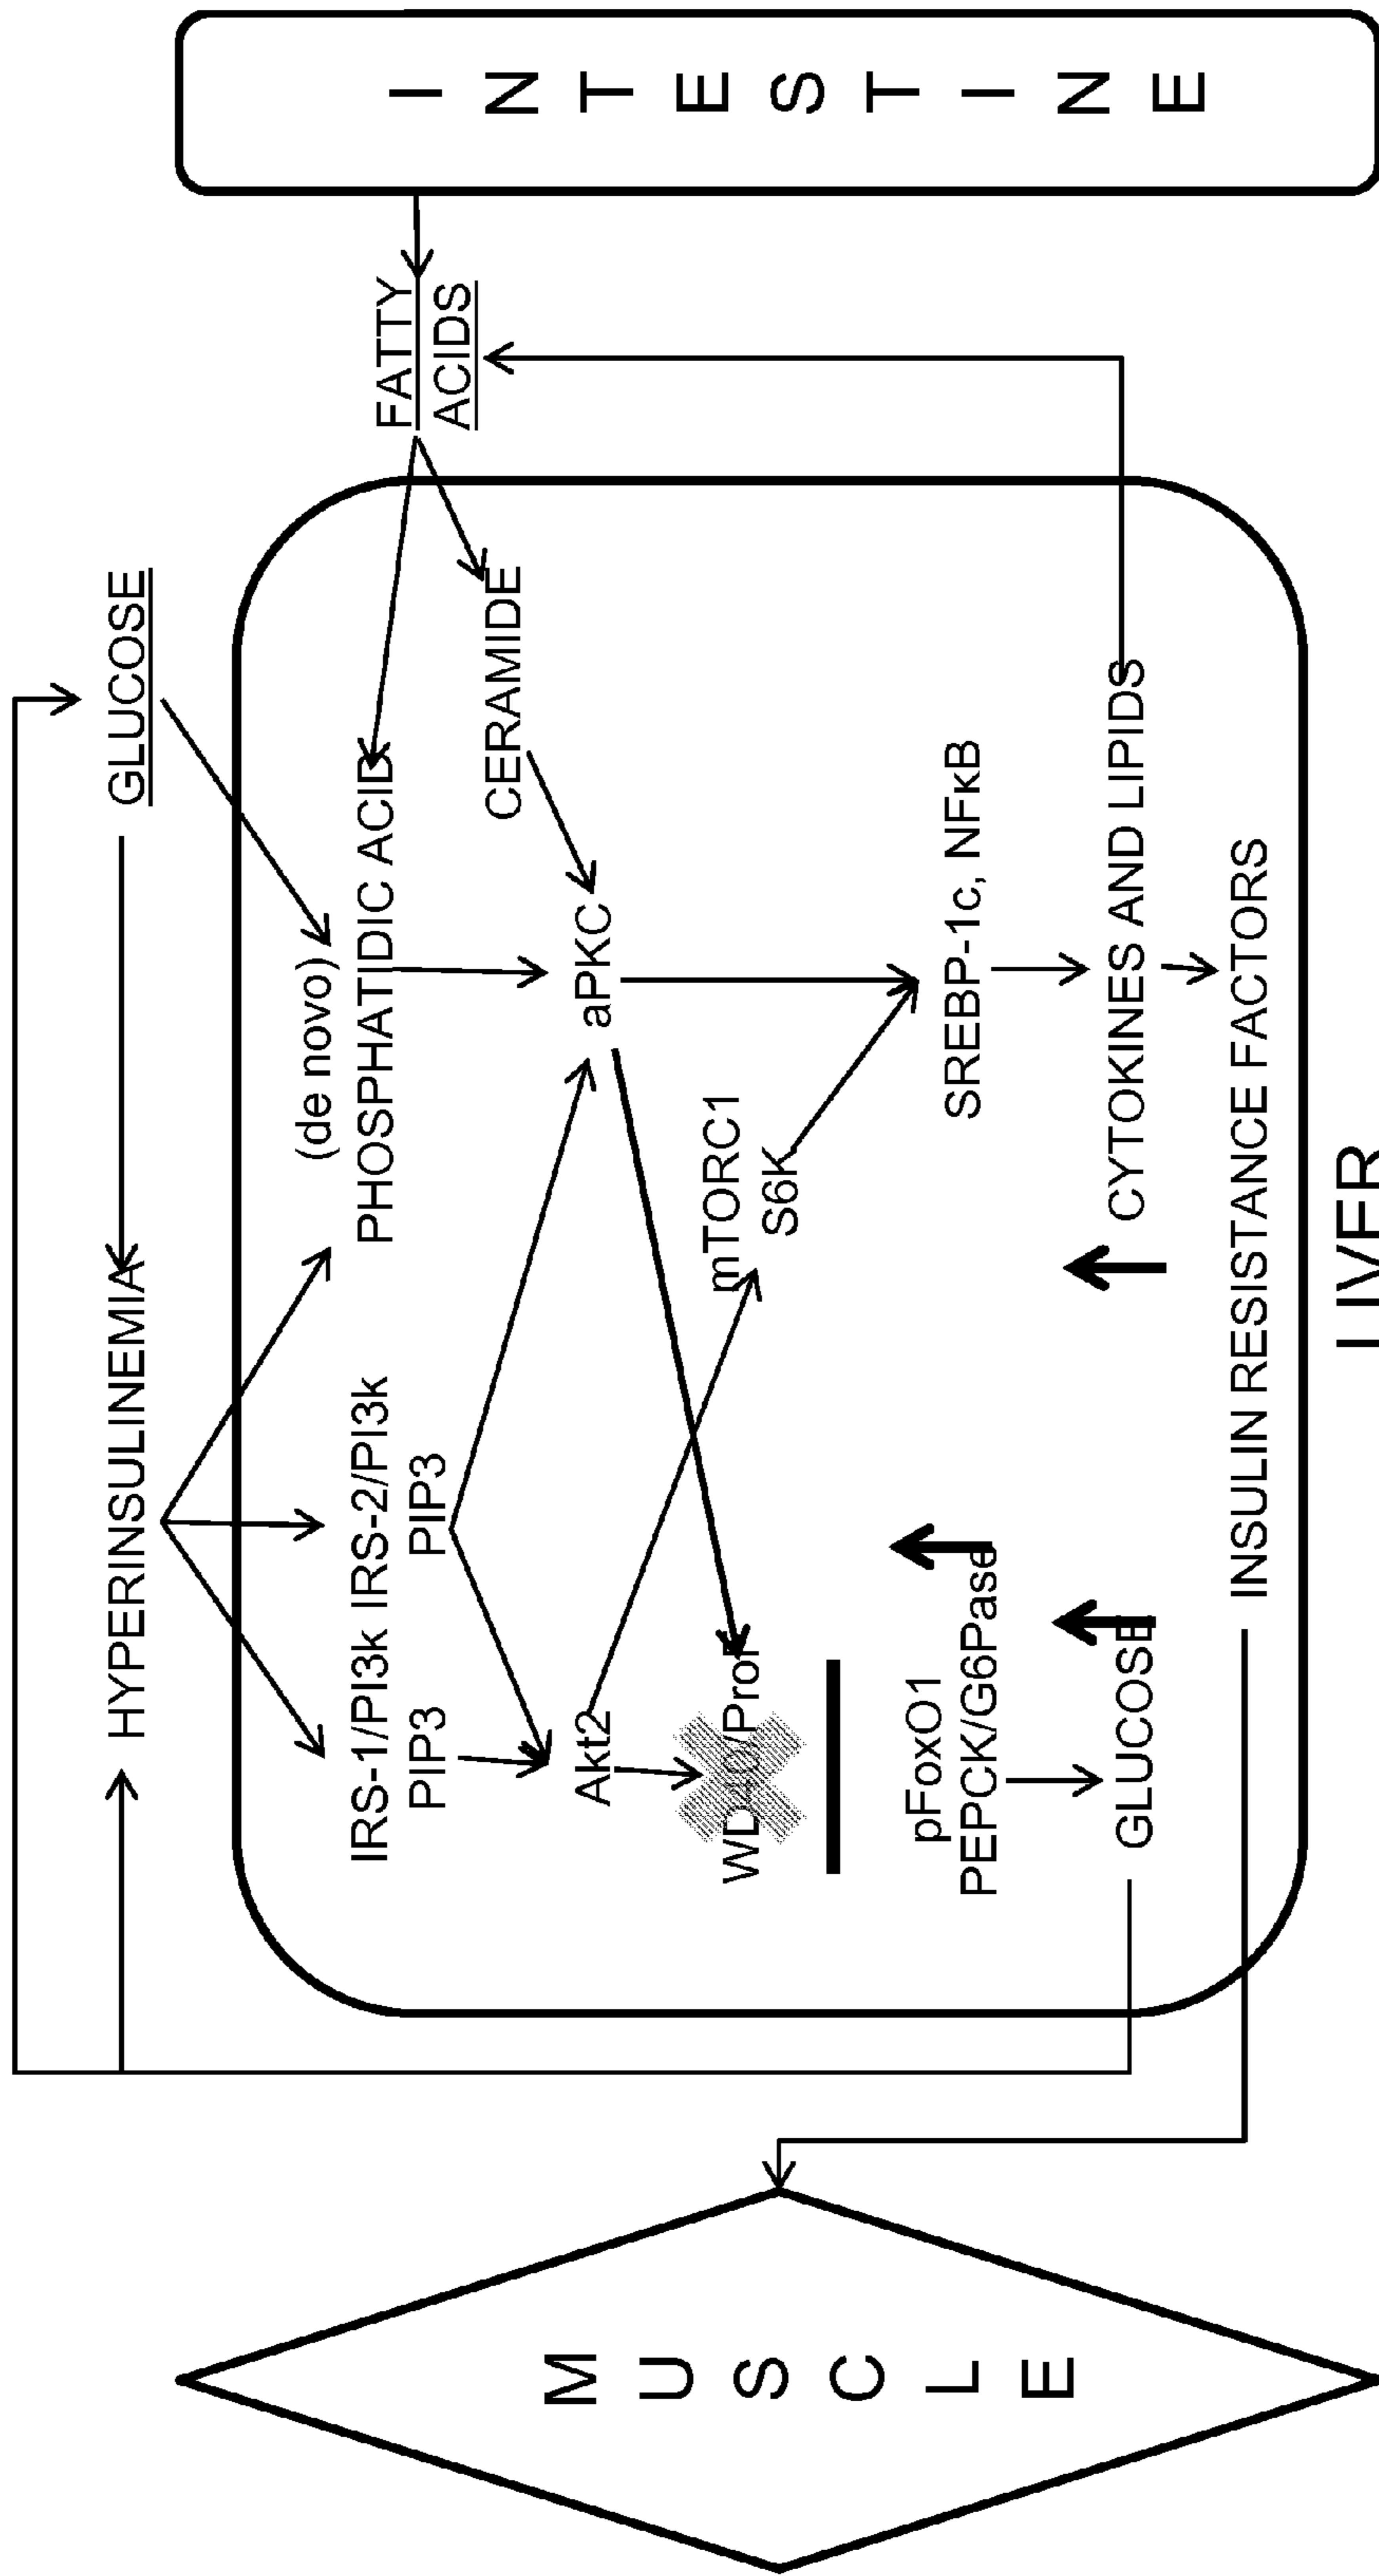 GLUCOSE
HYPERINSULINEMIA
INTESTINE
FATTY
ACIDS
(de novo)
PHOSPHATIDIC ACID
IRS-1/PI3k IRS-2/PI3k
PIP3
PIP3
CERAMIDE
Akt2
aPKC
WD40/ProF
mTORC1
S6K
pFoxO1
PEPCK/G6Pase
SREBP-1c, NFκB
GLUCOSE
CYTOKINES AND LIPIDS
INSULIN RESISTANCE FACTORS
MUSCLE
LIVER